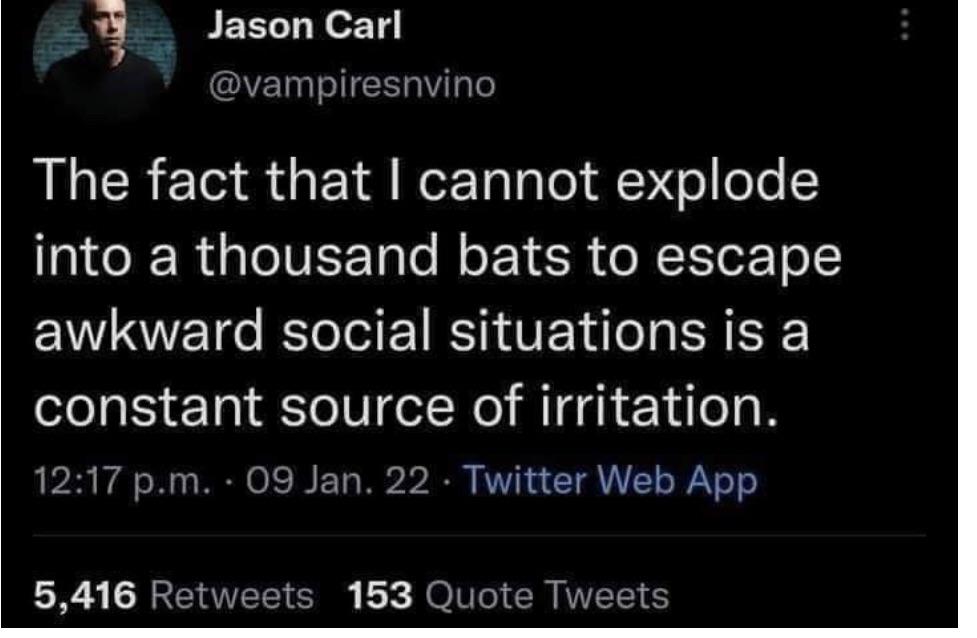 Jason Carl
@vampiresnvino
The fact that I cannot explode
into a thousand bats to escape
awkward social situations is a
constant source of irritation.
12:17 p.m. · 09 Jan. 22 · Twitter Web App
5,416 Retweets 153 Quote Tweets